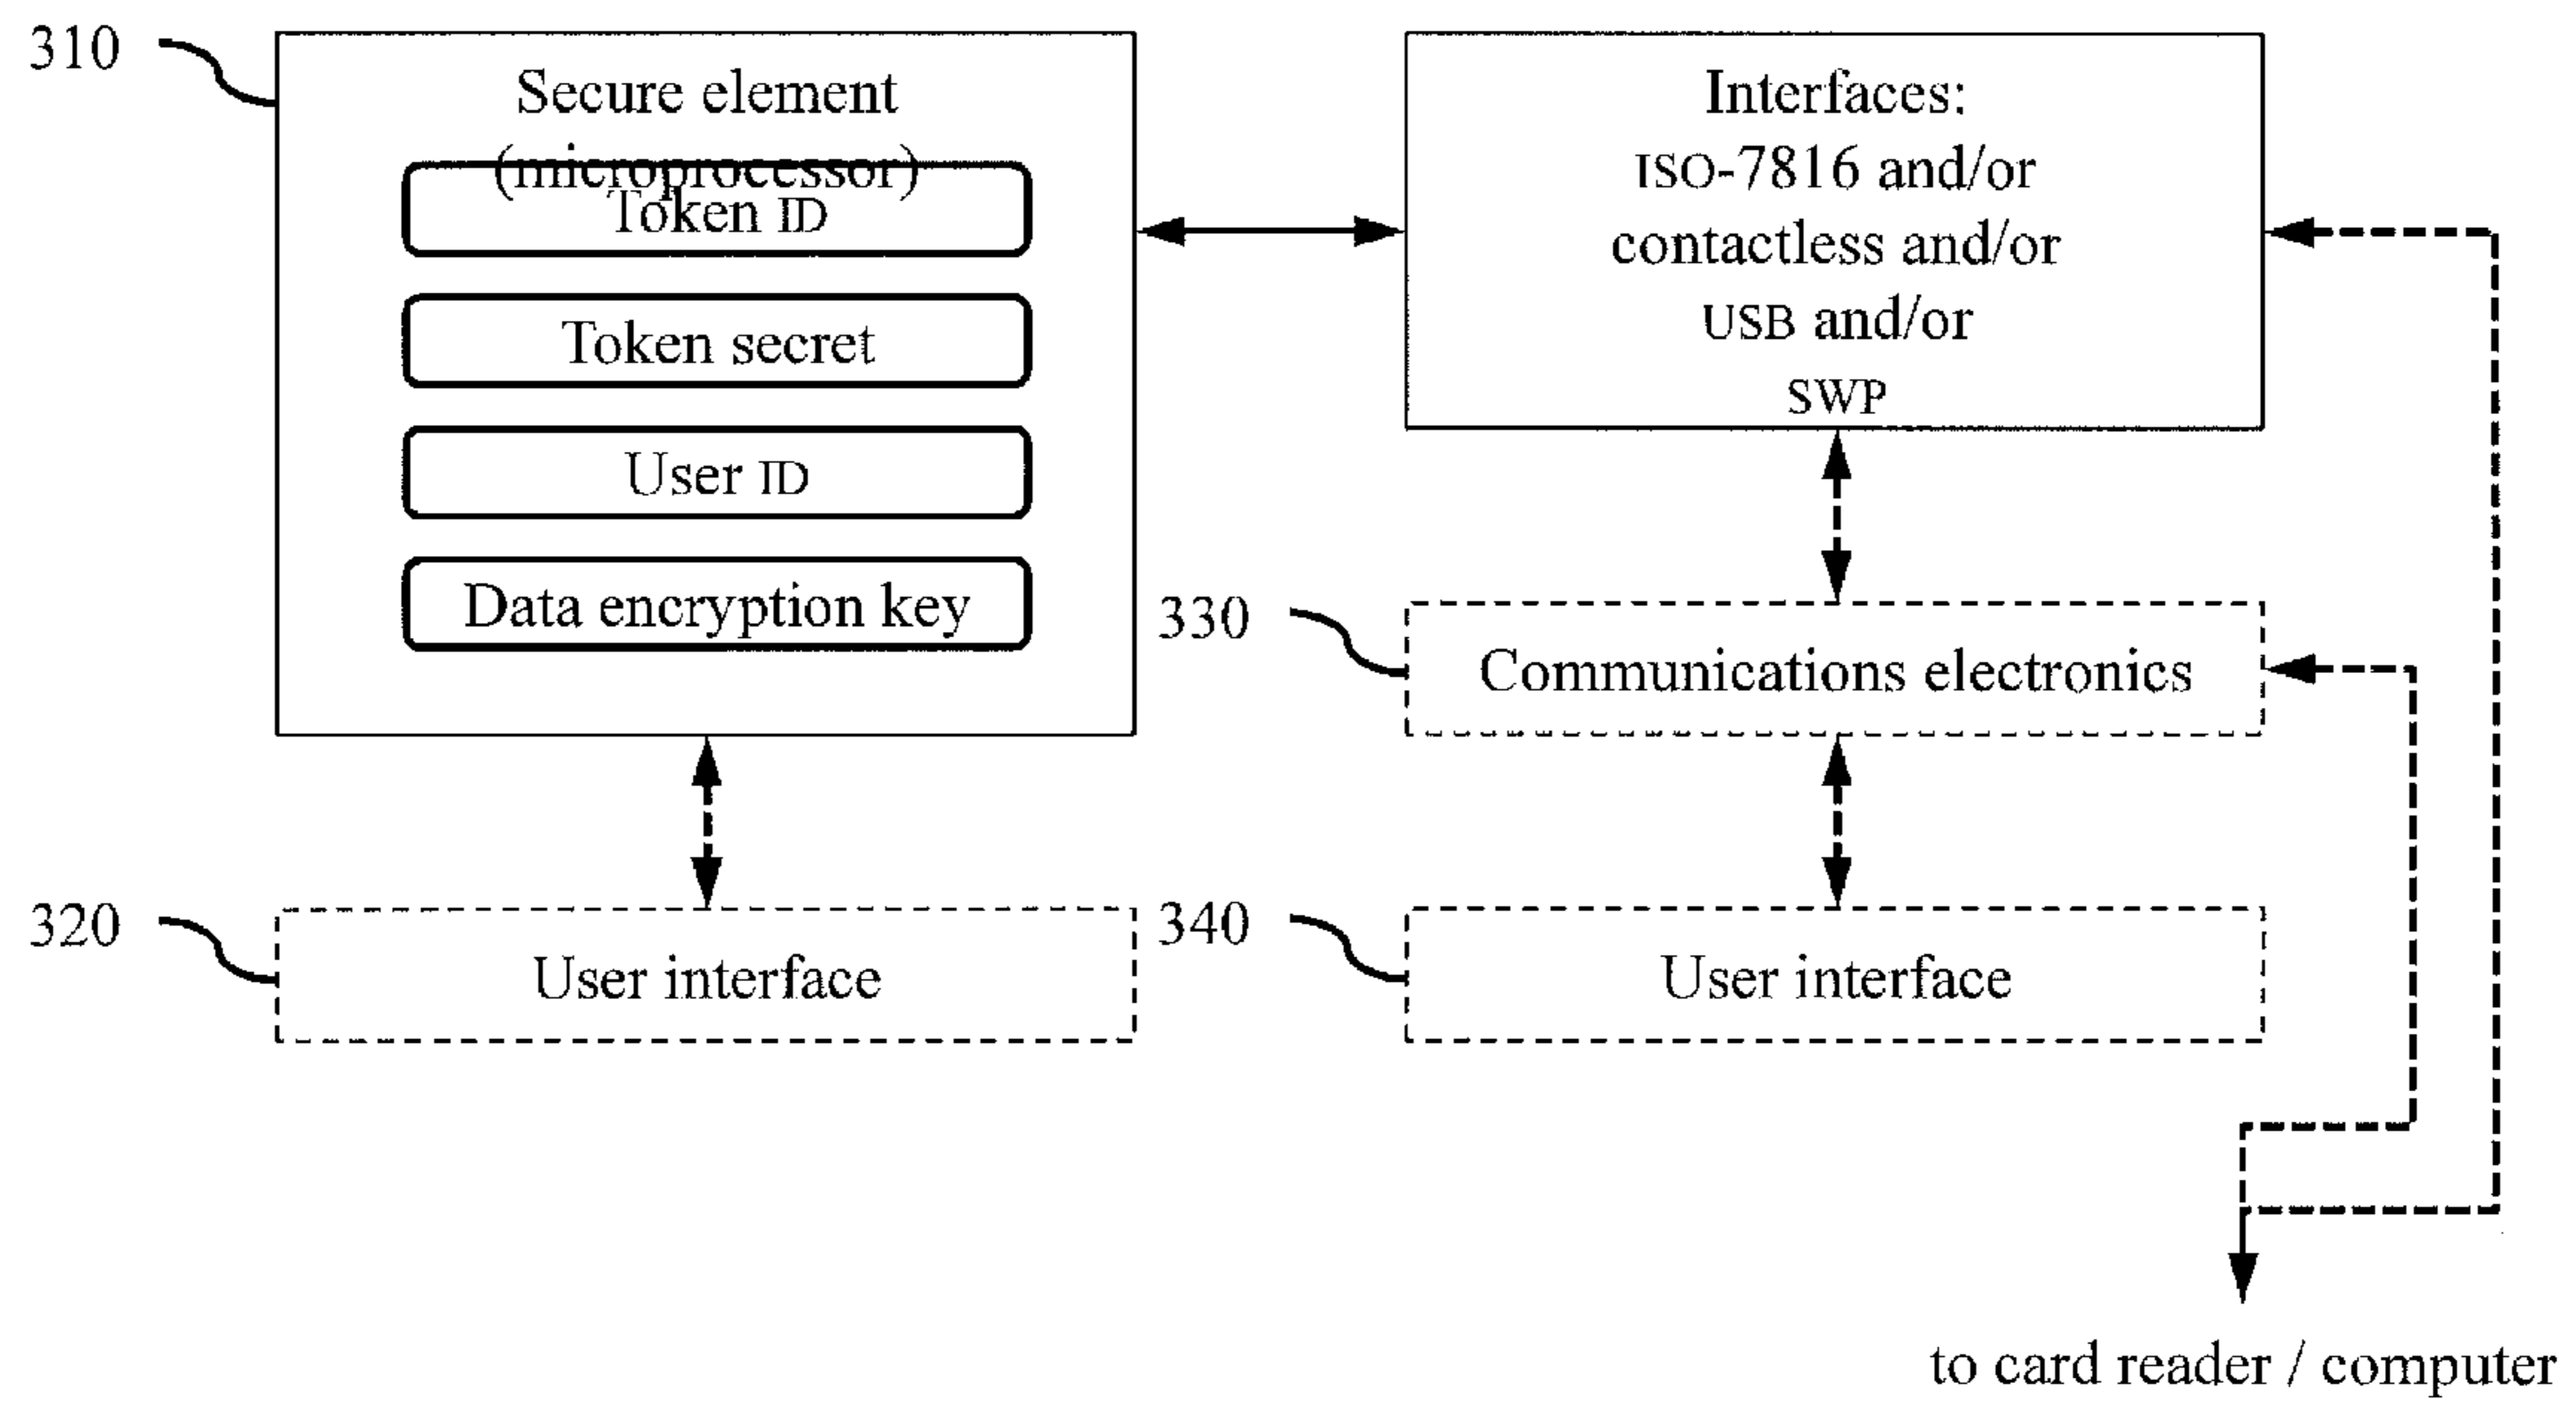 310
Secure element
(microprocessor)
Token ID
Token secret
User ID
Data encryption key
Interfaces:
ISO-7816 and/or
contactless and/or
USB and/or
SWP
330
Communications electronics
320
User interface
340
User interface
to card reader / computer